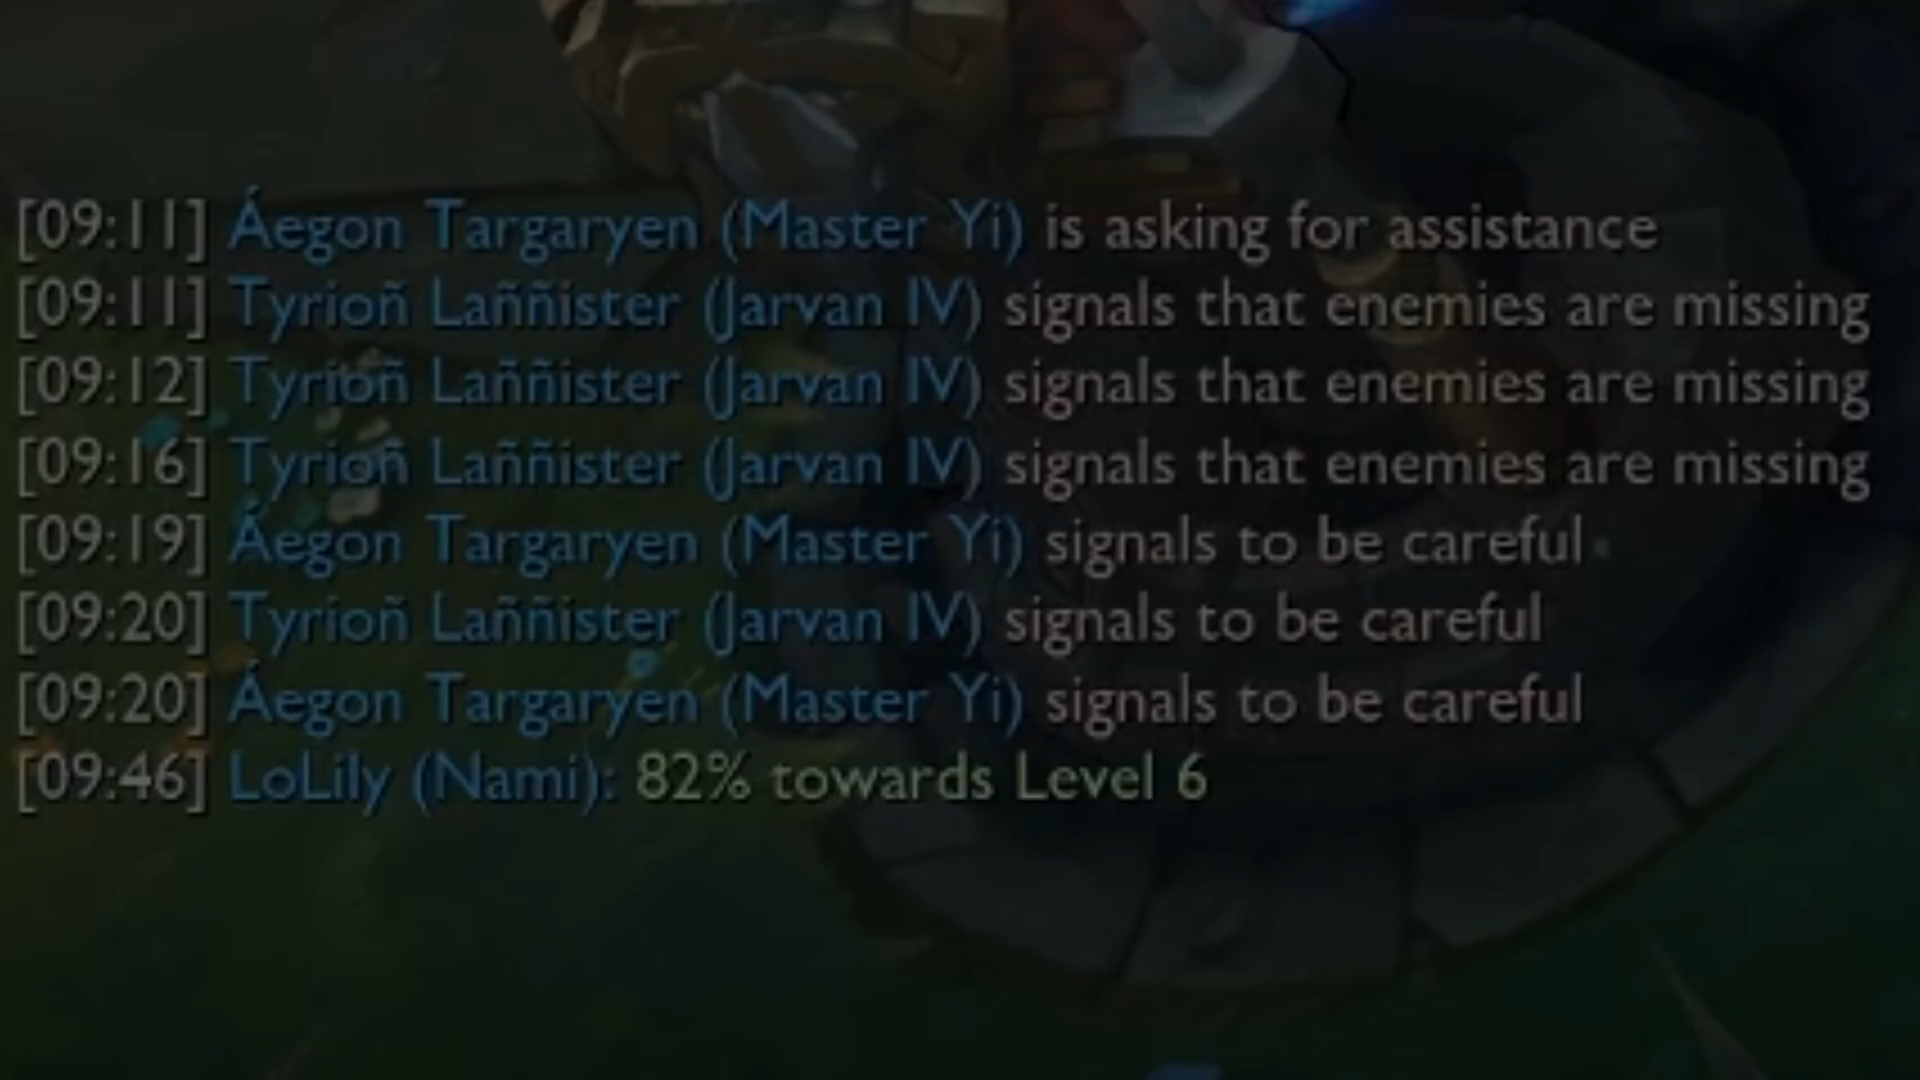 [09:11] Áegon Targaryen (Master Yi) is asking for assistance
[09:11] Tyrioñ Laññister (Jarvan IV) signals that enemies are missing
[09:12] Tyrioñ Laññister (Jarvan IV) signals that enemies are missing
[09:16] Tyrioñ Laññister (Jarvan IV) signals that enemies are missing
[09:19] Áegon Targaryen (Master Yi) signals to be careful
[09:20] Tyrioñ Laññister (Jarvan IV) signals to be careful
[09:20] Áegon Targaryen (Master Yi) signals to be careful
[09:46] LoLily (Nami): 82% towards Level 6